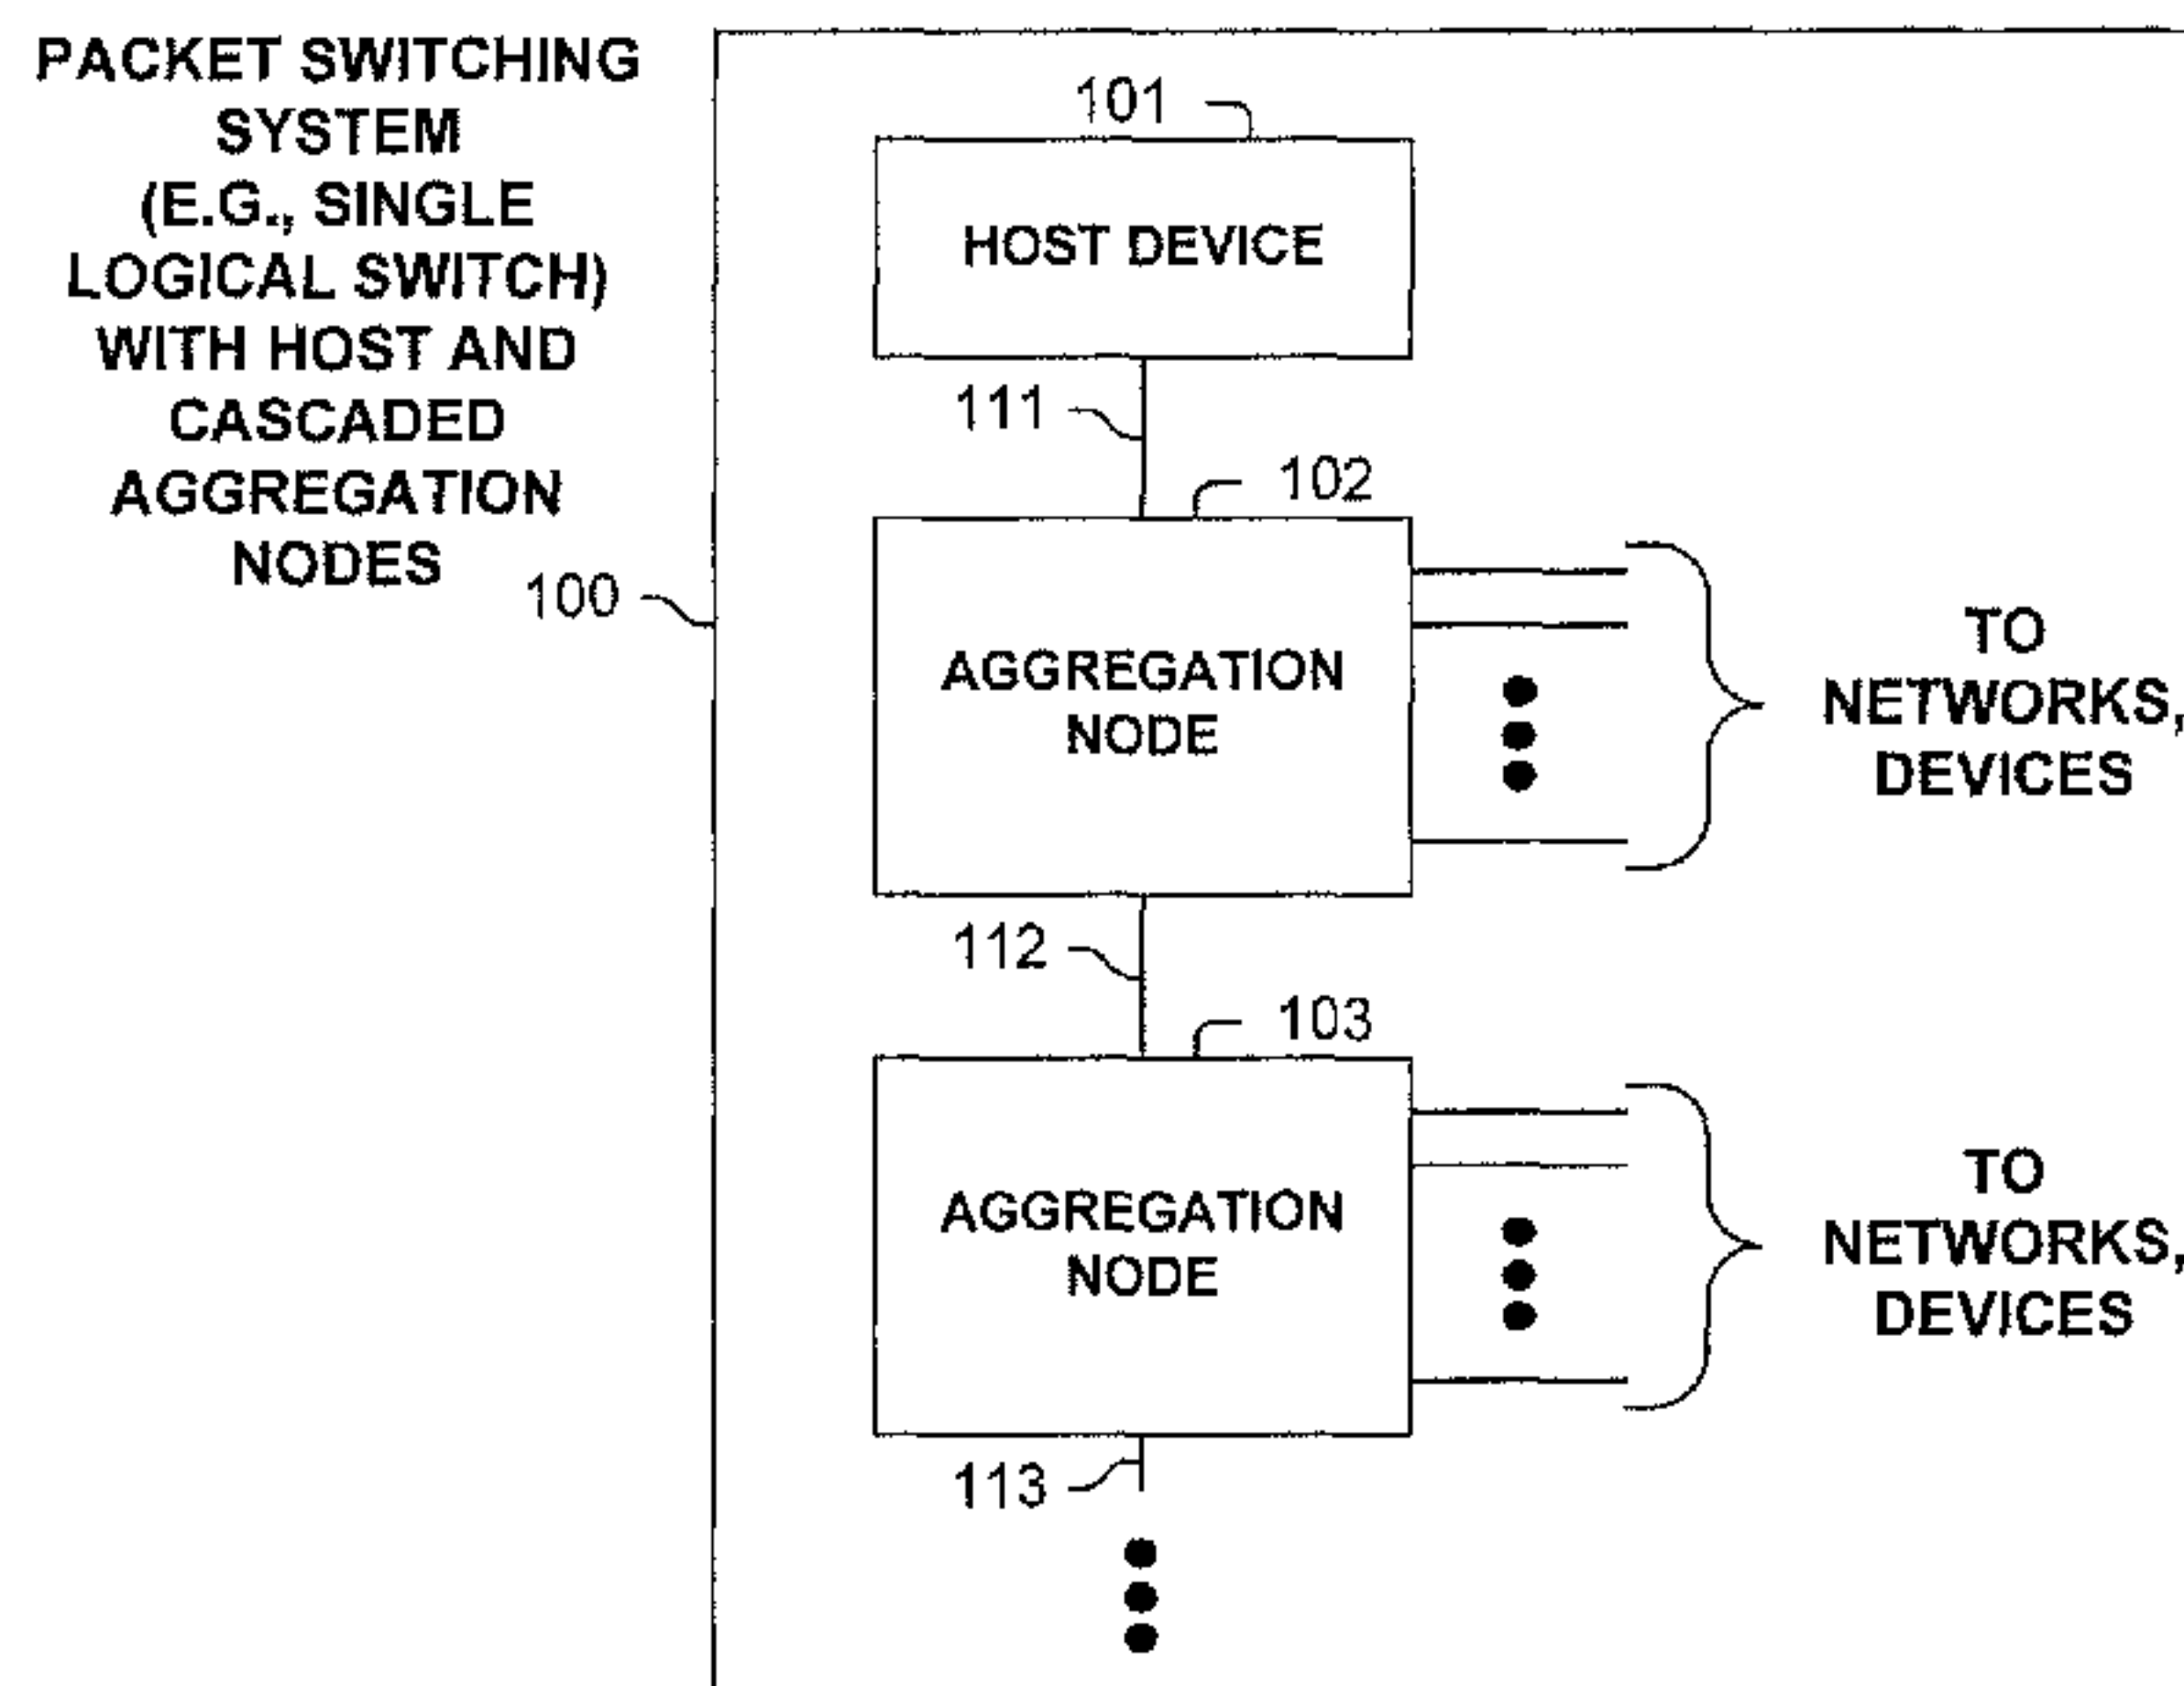 PACKET SWITCHING
SYSTEM
(E.G., SINGLE
LOGICAL SWITCH)
WITH HOST AND
CASCADED
AGGREGATION
NODES
100
101
HOST DEVICE
111
102
AGGREGATION
NODE
TO
NETWORKS,
DEVICES
112
103
AGGREGATION
NODE
TO
NETWORKS,
DEVICES
113